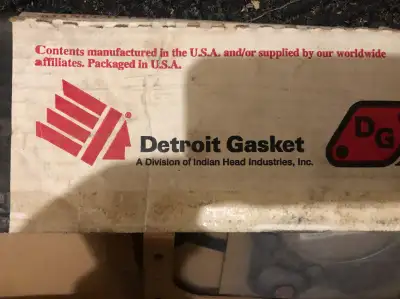 Contents manufactured in the U.S.A. and/or supplied by our worldwide
affiliates. Packaged in U.S.A.
Detroit Gasket
A Division of Indian Head Industries, Inc.
DG